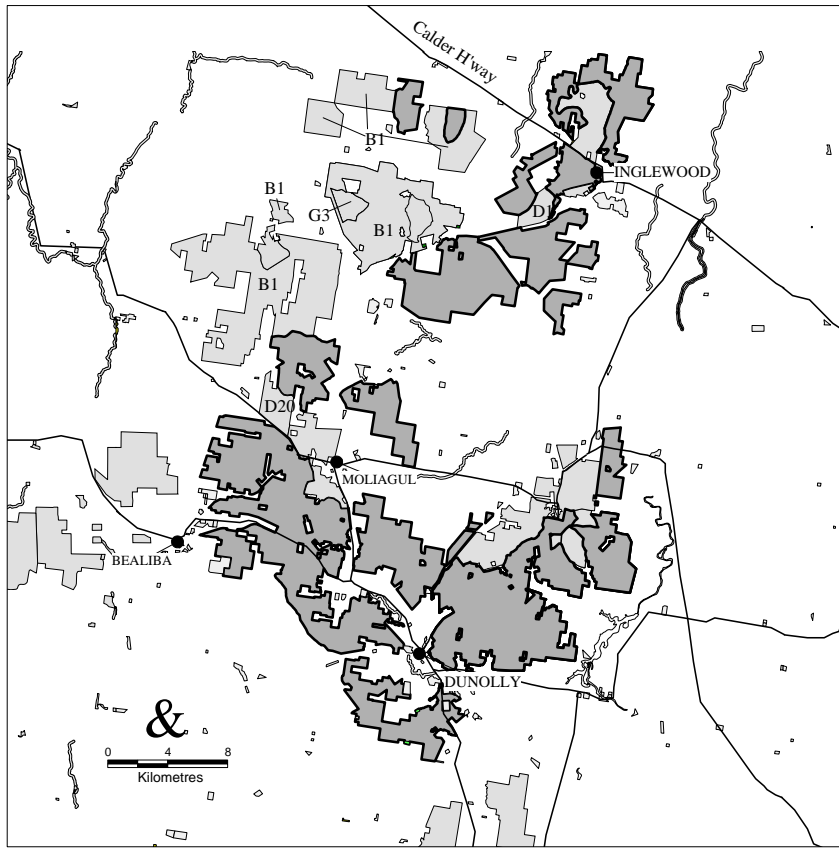 Calder H'way
B1
INGLEWOOD
B1
G3
B1
D1
B1
D20
MOLIAGUL
BEALIBA
DUNOLLY
&
0 4 8
Kilometres